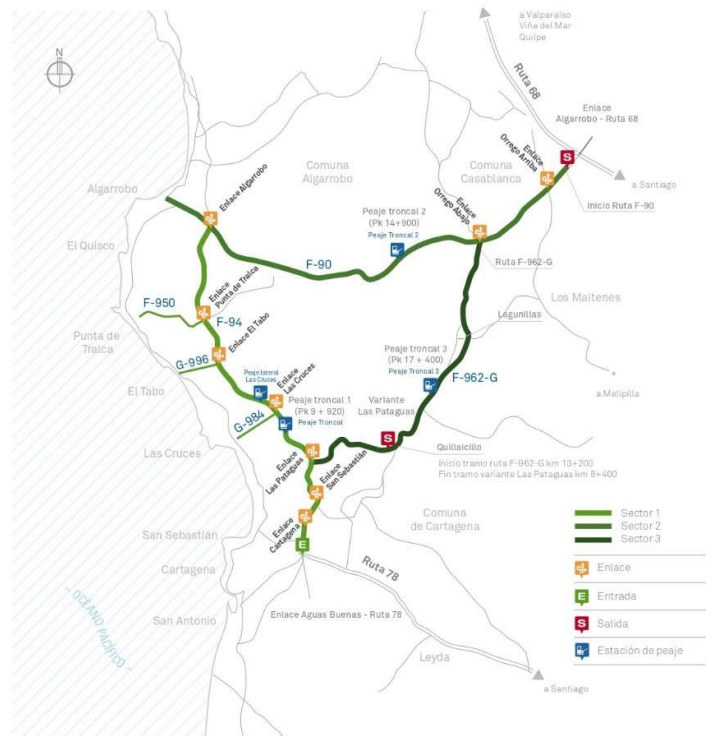 a Valparaíso
Viña del Mar
Quilpe
N
Ruta 68
Enlace
Algarrobo - Ruta 68
Enlace
Orrego Arriba
Comuna
Algarrobo
Comuna
Casablanca
a Santiago
Algarrobo
Enlace Algarrobo
Enlace
Orrego Abajo
Inicio Ruta F-90
Peaje troncal 2
(Pk 14+900)
Peaje Troncal 2
El Quisco
F-90
Ruta F-962-G
Enlace
Punta de Tralca
F-950
F-94
Los Maitenes
Lagunillas
Punta de
Tralca
Enlace El Tabo
G-996
Peaje troncal 3
(Pk 17 + 400)
Peaje Troncal 3
F-962-G
Peaje lateral
Las Cruces
Enlace
Las Cruces
El Tabo
a Melipilla
Peaje troncal 1
(Pk 9 + 920)
Peaje Troncal
Variante
Las Pataguas
G-984
Las Cruces
Enlace
Las Pataguas
Quillaicillo
Inicio tramo ruta F-962-G km 13+200
Fin tramo variante Las Pataguas km 8+400
Enlace
San Sebastián
Enlace
Cartagena
Comuna
de Cartagena
San Sebastián
Cartagena
Ruta 78
San Antonio
Enlace Aguas Buenas - Ruta 78
OCÉANO PACÍFICO
Leyda
a Santiago
Sector 1
Sector 2
Sector 3
Enlace
E Entrada
S Salida
Estación de peaje